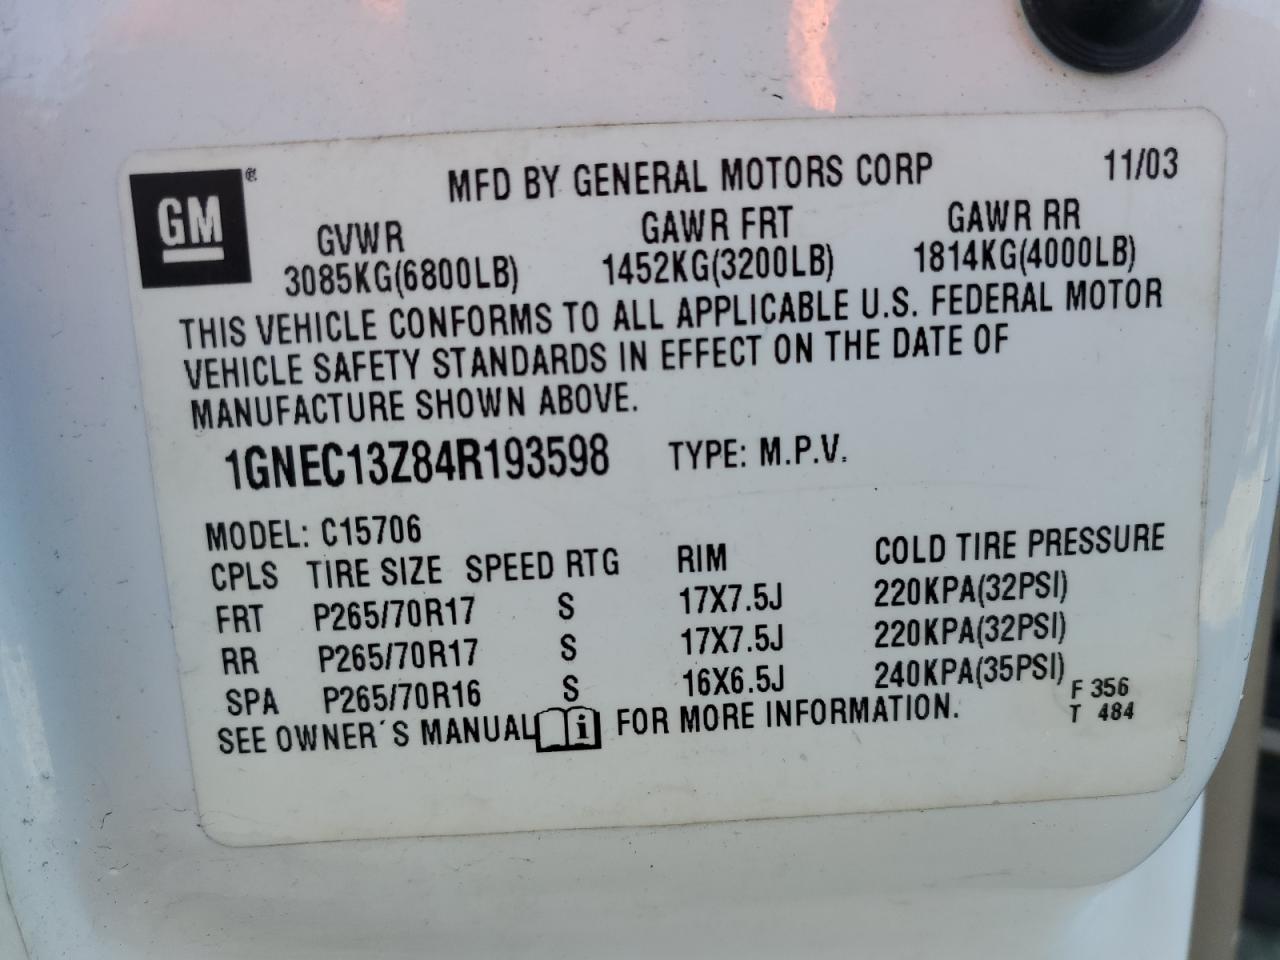 GM®
MFD BY GENERAL MOTORS CORP 11/03
GVWR GAWR FRT GAWR RR
3085KG(6800LB) 1452KG(3200LB) 1814KG(4000LB)
THIS VEHICLE CONFORMS TO ALL APPLICABLE U.S. FEDERAL MOTOR
VEHICLE SAFETY STANDARDS IN EFFECT ON THE DATE OF
MANUFACTURE SHOWN ABOVE.
1GNEC13Z84R193598 TYPE: M.P.V.
MODEL: C15706
CPLS TIRE SIZE SPEED RTG RIM COLD TIRE PRESSURE
FRT P265/70R17 S 17X7.5J 220KPA(32PSI)
RR P265/70R17 S 17X7.5J 220KPA(32PSI)
SPA P265/70R16 S 16X6.5J 240KPA(35PSI)
SEE OWNER´S MANUAL i FOR MORE INFORMATION.
F 356
T 484